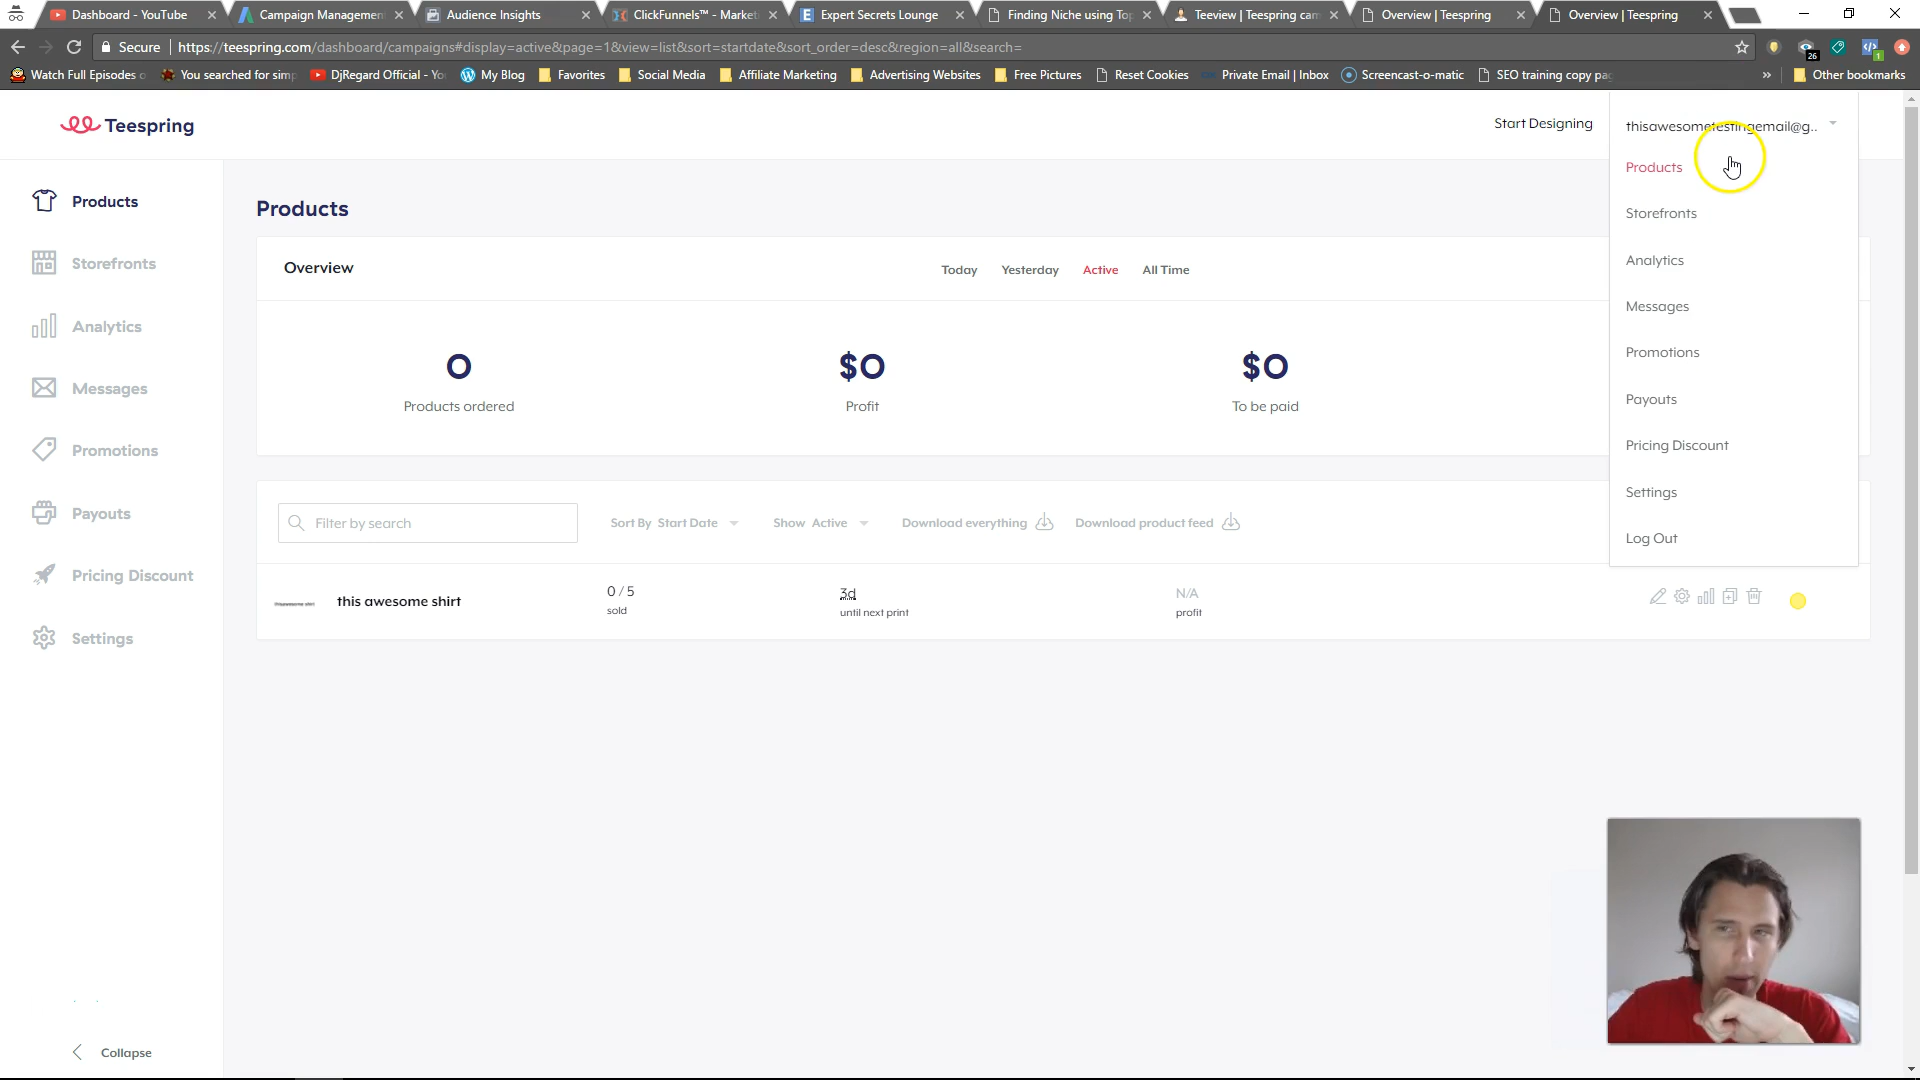 Dashboard - YouTube
Campaign Management
Audience Insights
ClickFunnels™ - Market
Expert Secrets Lounge
Finding Niche using Top
Teeview | Teespring cam
Overview | Teespring
Overview | Teespring
Secure
https://teespring.com/dashboard/campaigns#display=active&page=1&view=list&sort=startdate&sort_order=desc&region=all&search=
26
1
Watch Full Episodes o
You searched for simp
DjRegard Official - Yo
My Blog
Favorites
Social Media
Affiliate Marketing
Advertising Websites
Free Pictures
Reset Cookies
Private Email | Inbox
Screencast-o-matic
SEO training copy pag
»
Other bookmarks
Teespring
Start Designing
thisawesometestingemail@g..
Products
Storefronts
Analytics
Messages
Promotions
Payouts
Pricing Discount
Settings
Log Out
Products
Storefronts
Analytics
Messages
Promotions
Payouts
Pricing Discount
Settings
Collapse
Products
Overview
Today
Yesterday
Active
All Time
0
Products ordered
$0
Profit
$0
To be paid
Filter by search
Sort By Start Date
Show Active
Download everything
Download product feed
this awesome shirt
0 / 5
sold
3d
until next print
N/A
profit